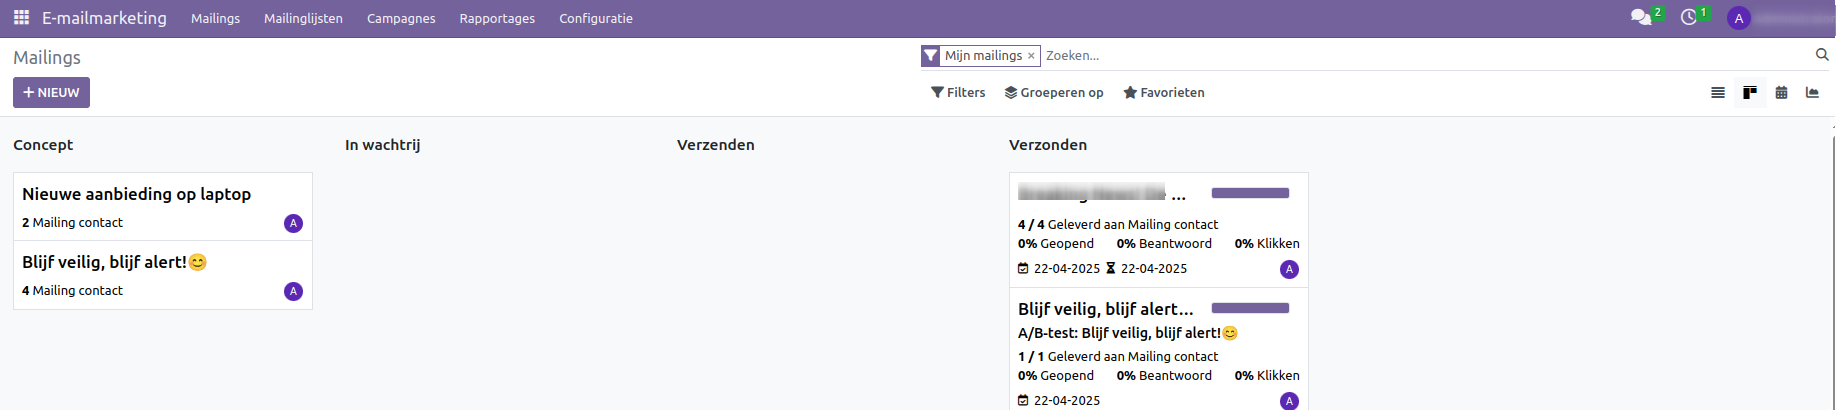 E-mailmarketing Mailings Mailinglijsten Campagnes Rapportages Configuratie 2 1 A
Mailings
Mijn mailings × Zoeken...
+ NIEUW
Filters Groeperen op Favorieten
Concept In wachtrij Verzenden Verzonden
Nieuwe aanbieding op laptop
2 Mailing contact A
Blijf veilig, blijf alert!😊
4 Mailing contact A
...
4 / 4 Geleverd aan Mailing contact
0% Geopend 0% Beantwoord 0% Klikken
22-04-2025 22-04-2025 A
Blijf veilig, blijf alert...
A/B-test: Blijf veilig, blijf alert!😊
1 / 1 Geleverd aan Mailing contact
0% Geopend 0% Beantwoord 0% Klikken
22-04-2025 A